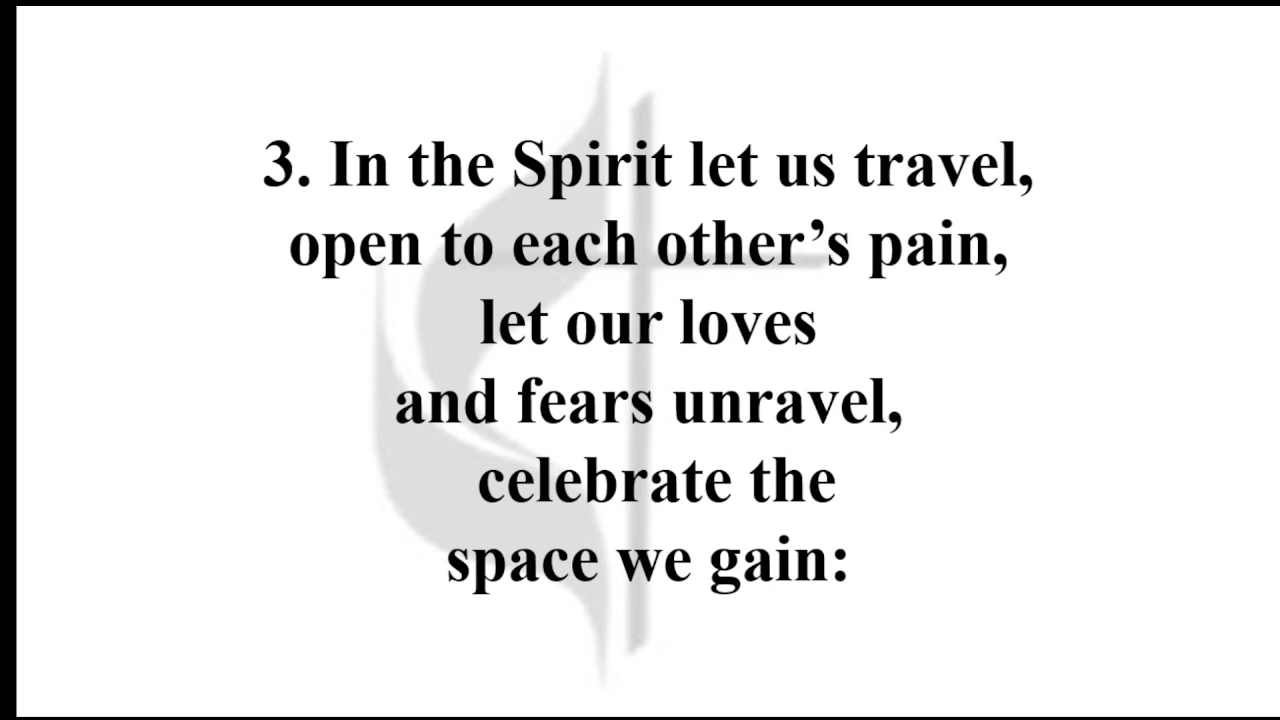 3. In the Spirit let us travel,
open to each other’s pain,
let our loves
and fears unravel,
celebrate the
space we gain: